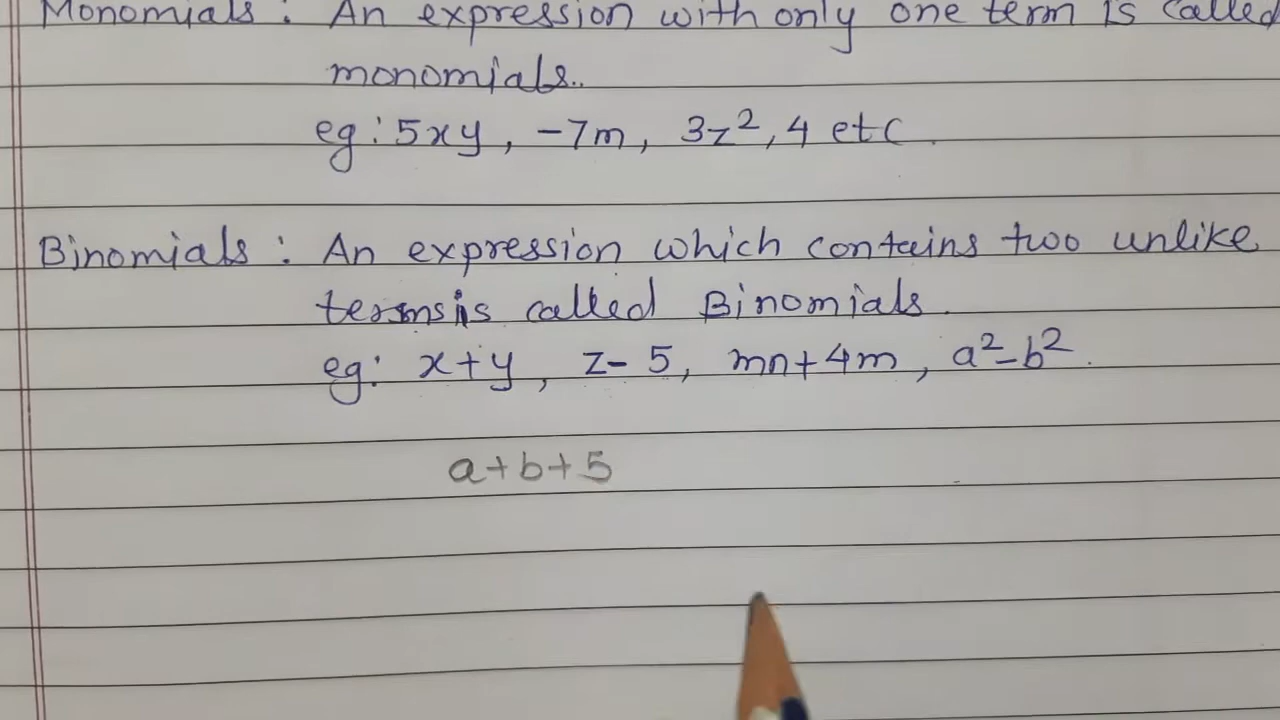 Monomials : An expression with only one term is called
monomials.
eg: 5xy, -7m, 3z², 4 etc.
Binomials : An expression which contains two unlike
terms is called Binomials.
eg: x+y, z-5, mn+4m, a²-b².
a+b+5